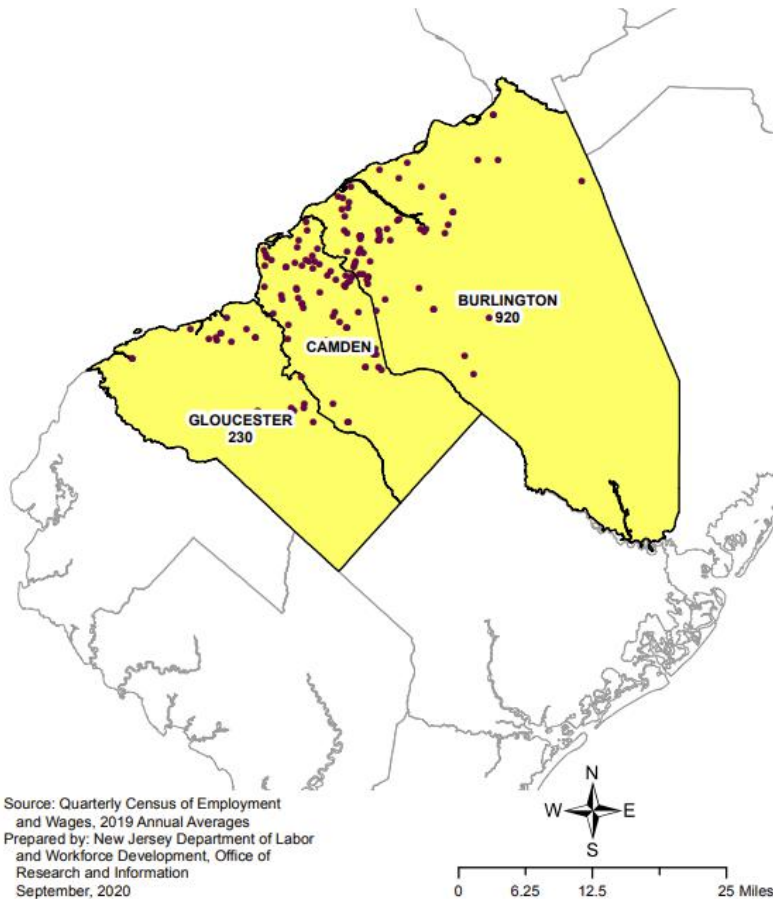 BURLINGTON
920
CAMDEN
GLOUCESTER
230
Source: Quarterly Census of Employment
and Wages, 2019 Annual Averages
Prepared by: New Jersey Department of Labor
and Workforce Development, Office of
Research and Information
September, 2020
N
W E
S
0 6.25 12.5 25 Miles